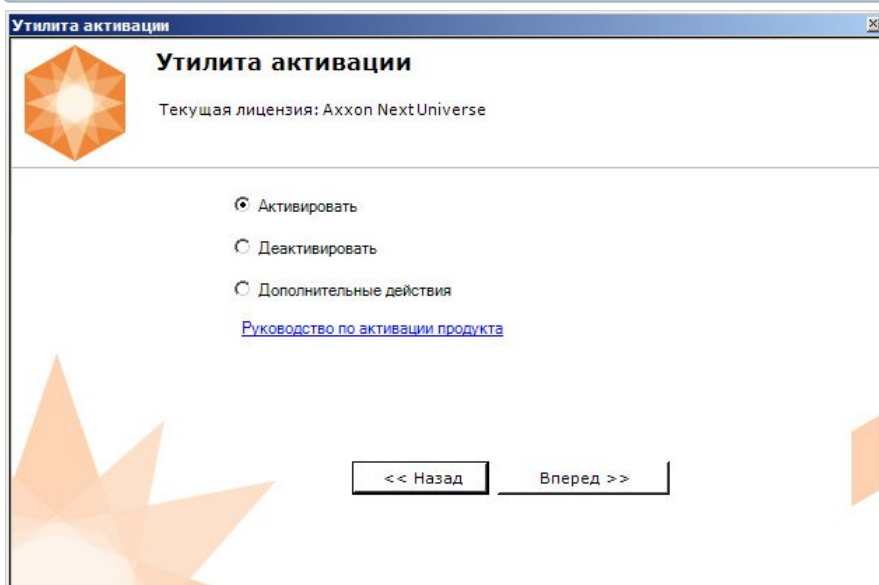 Утилита активации
Утилита активации
Текущая лицензия: Axxon Next Universe
Активировать
Деактивировать
Дополнительные действия
Руководство по активации продукта
<< Назад
Вперед >>